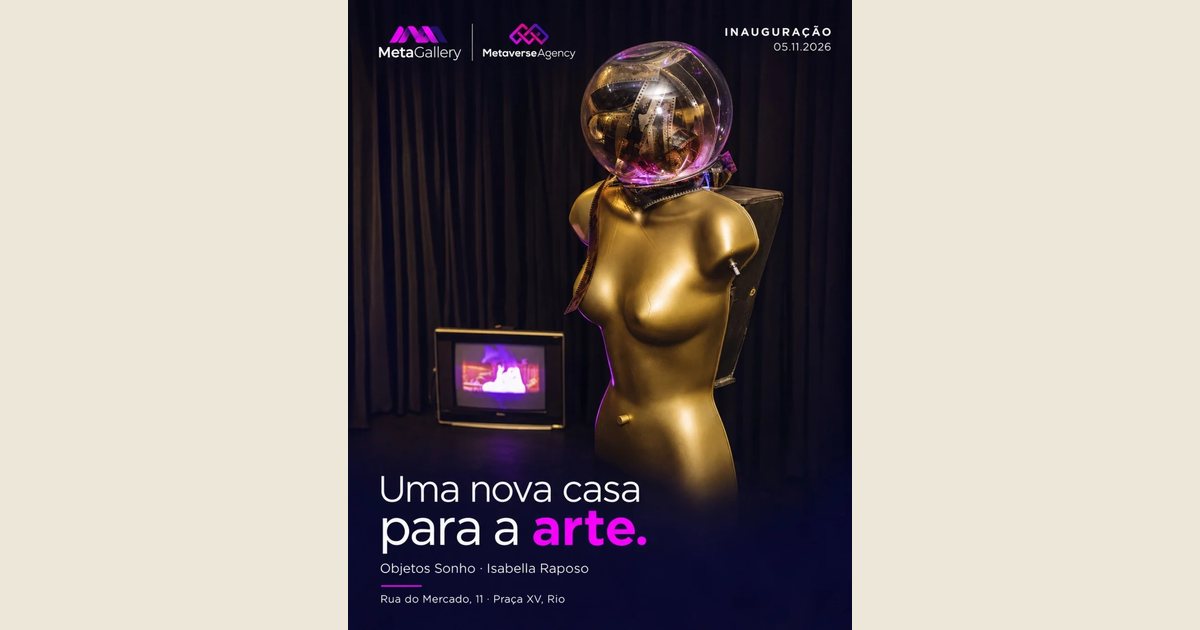 MetaGallery
MetaverseAgency
INAUGURAÇÃO
05.11.2026
Uma nova casa
para a arte.
Objetos Sonho · Isabella Raposo
Rua do Mercado, 11 · Praça XV, Rio